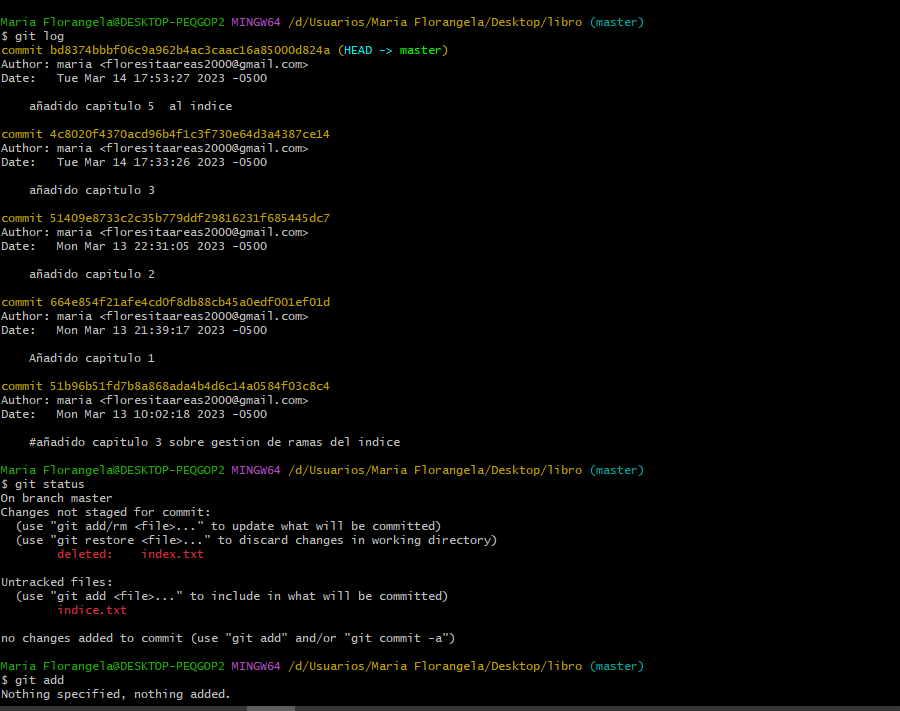 Maria Florangela@DESKTOP-PEQGOP2 MINGW64 /d/Usuarios/Maria Florangela/Desktop/libro (master)
$ git log
commit bd8374bbbf06c9a962b4ac3caac16a85000d824a (HEAD -> master)
Author: maria <floresitaareas2000@gmail.com>
Date:   Tue Mar 14 17:53:27 2023 -0500
    añadido capitulo 5  al indice
commit 4c8020f4370acd96b4f1c3f730e64d3a4387ce14
Author: maria <floresitaareas2000@gmail.com>
Date:   Tue Mar 14 17:33:26 2023 -0500
    añadido capitulo 3
commit 51409e8733c2c35b779ddf29816231f685445dc7
Author: maria <floresitaareas2000@gmail.com>
Date:   Mon Mar 13 22:31:05 2023 -0500
    añadido capitulo 2
commit 664e854f21afe4cd0f8db88cb45a0edf001ef01d
Author: maria <floresitaareas2000@gmail.com>
Date:   Mon Mar 13 21:39:17 2023 -0500
    Añadido capitulo 1
commit 51b96b51fd7b8a868ada4b4d6c14a0584f03c8c4
Author: maria <floresitaareas2000@gmail.com>
Date:   Mon Mar 13 10:02:18 2023 -0500
    #añadido capitulo 3 sobre gestion de ramas del indice
Maria Florangela@DESKTOP-PEQGOP2 MINGW64 /d/Usuarios/Maria Florangela/Desktop/libro (master)
$ git status
On branch master
Changes not staged for commit:
  (use "git add/rm <file>..." to update what will be committed)
  (use "git restore <file>..." to discard changes in working directory)
        deleted:    index.txt
Untracked files:
  (use "git add <file>..." to include in what will be committed)
        indice.txt
no changes added to commit (use "git add" and/or "git commit -a")
Maria Florangela@DESKTOP-PEQGOP2 MINGW64 /d/Usuarios/Maria Florangela/Desktop/libro (master)
$ git add
Nothing specified, nothing added.